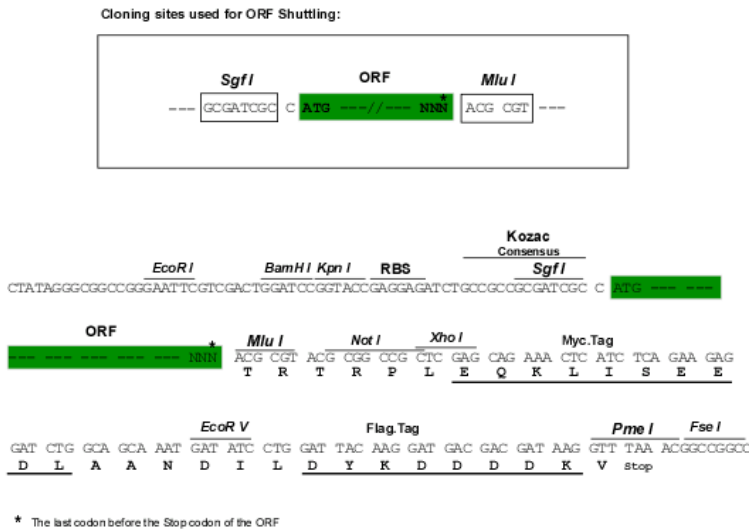 Cloning sites used for ORF Shuttling:
Sgf I ORF Mlu I
--- GCGATCGC C ATG ---//--- NNN* ACG CGT ---
Kozac
Consensus
EcoR I BamH I Kpn I RBS Sgf I
CTATAGGGCGGCCGGGAATTCGTCGACTGGATCCGGTACCGAGGAGATCTGCCGCCGCGATCGC C ATG --- ---
ORF Mlu I Not I Xho I Myc.Tag
--- --- --- --- --- NNN* ACG CGT ACG CGG CCG CTC GAG CAG AAA CTC ATC TCA GAA GAG
T R T R P L E Q K L I S E E
EcoR V Flag.Tag Pme I Fse I
GAT CTG GCA GCA AAT GAT ATC CTG GAT TAC AAG GAT GAC GAC GAT AAG GTT TAA ACGGCCGGCC
D L A A N D I L D Y K D D D D K V Stop
* The last codon before the Stop codon of the ORF